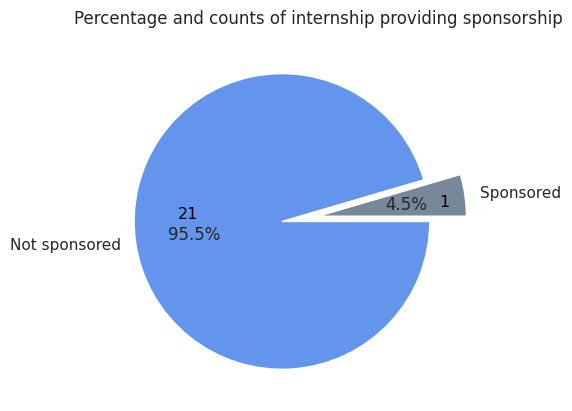 Percentage and counts of internship providing sponsorship
Sponsored
4.5% 1
21
95.5%
Not sponsored